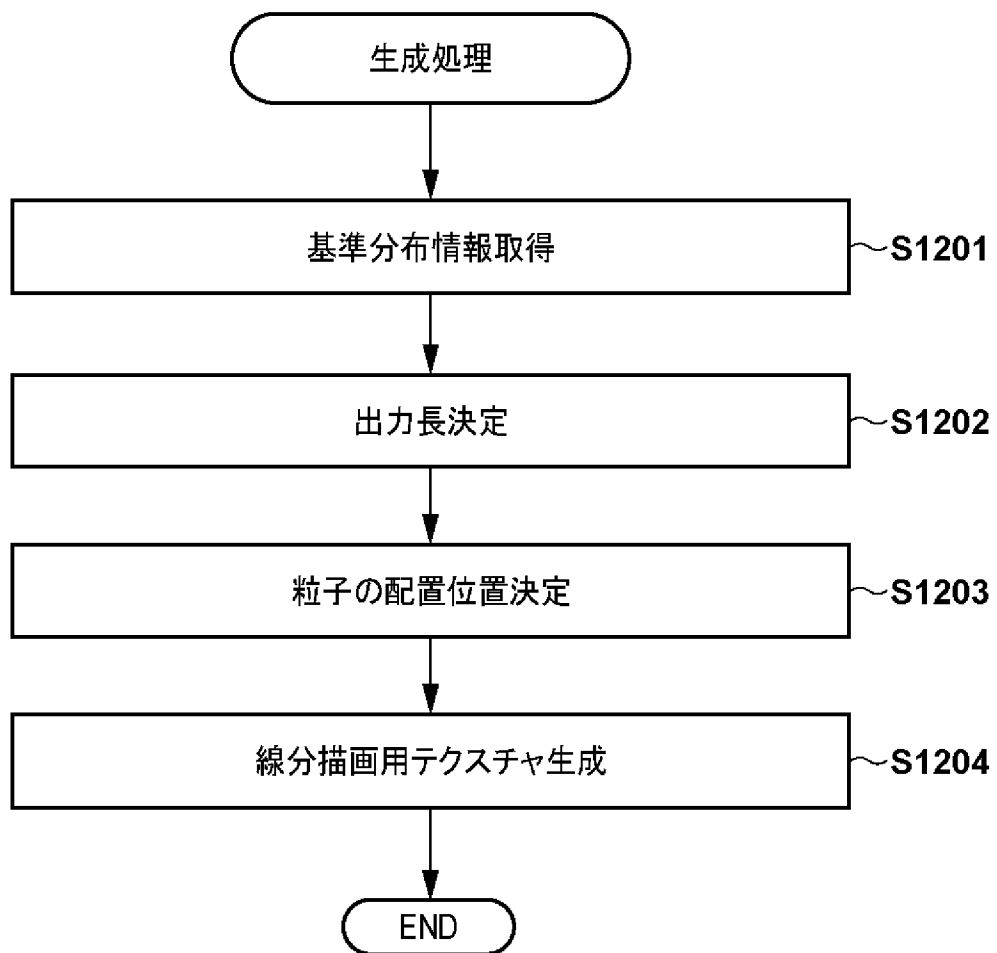 生成処理
基準分布情報取得 S1201
出力長決定 S1202
粒子の配置位置決定 S1203
線分描画用テクスチャ生成 S1204
END